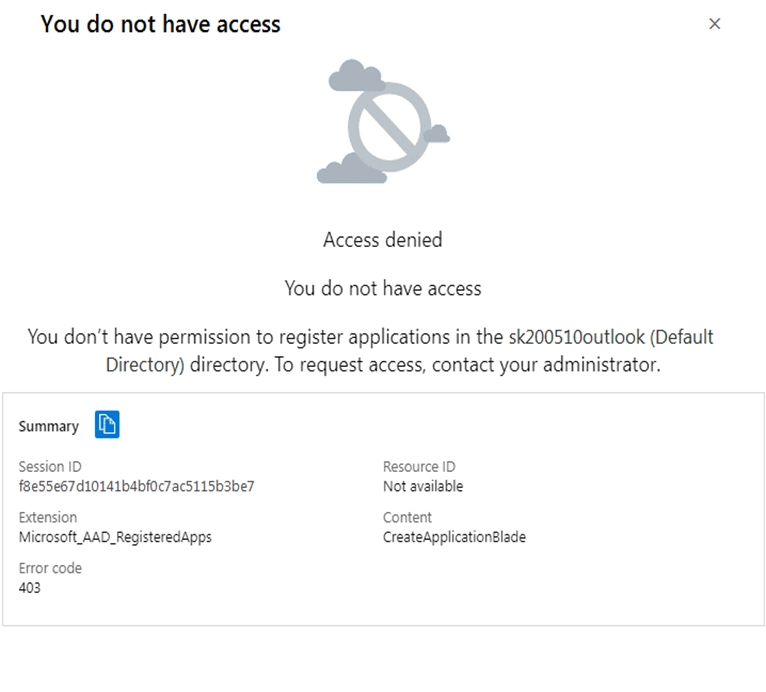 You do not have access
Access denied
You do not have access
You don’t have permission to register applications in the sk200510outlook (Default
Directory) directory. To request access, contact your administrator.
Summary
Session ID
f8e55e67d10141b4bf0c7ac5115b3be7
Resource ID
Not available
Extension
Microsoft_AAD_RegisteredApps
Content
CreateApplicationBlade
Error code
403